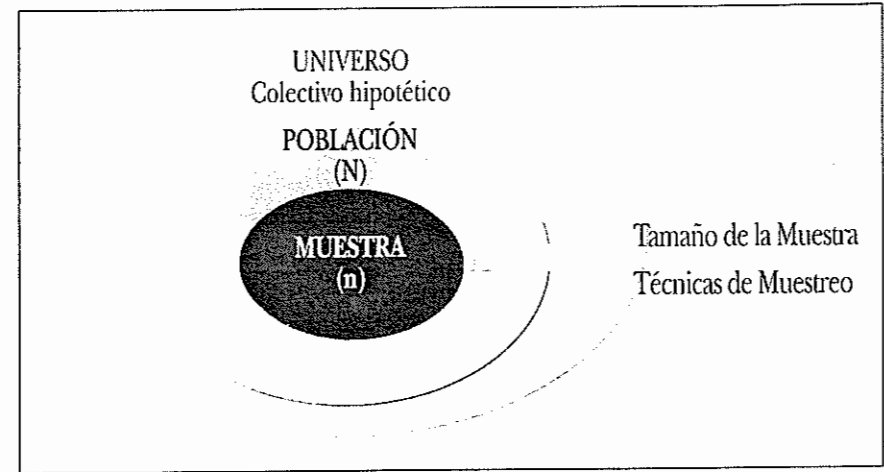 UNIVERSO
Colectivo hipotético
POBLACIÓN
(N)
MUESTRA
(n)
Tamaño de la Muestra
Técnicas de Muestreo